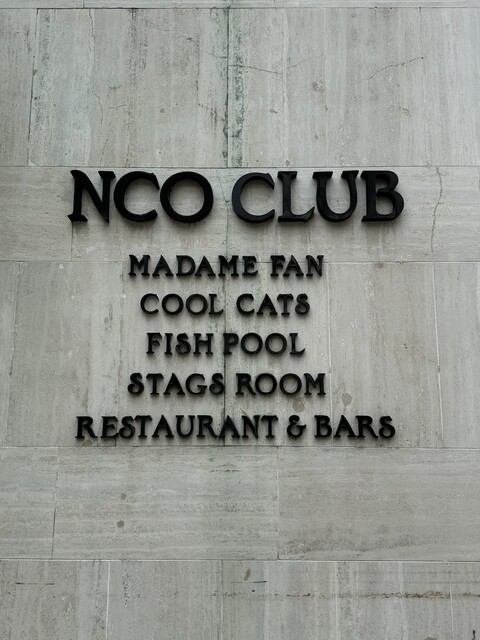 NCO CLUB
MADAME FAN
COOL CATS
FISH POOL
STAGS ROOM
RESTAURANT & BARS